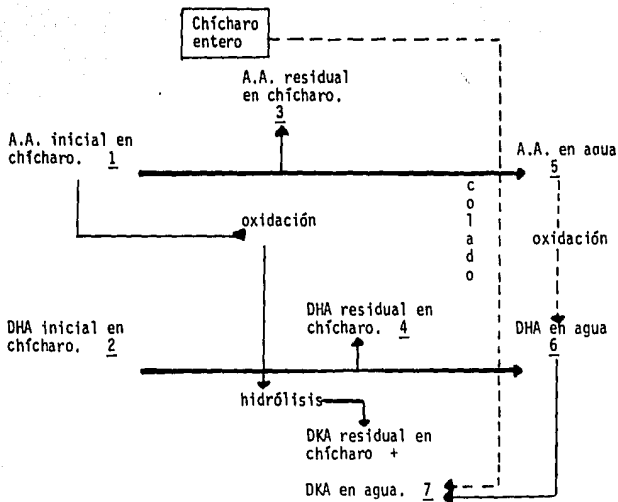 Chícharo
entero
A.A. residual
en chícharo.
3
A.A. inicial en
chícharo. 1
A.A. en agua
5
colado
oxidación
oxidación
DHA inicial en
chícharo. 2
DHA residual en
chícharo. 4
DHA en agua
6
hidrólisis
DKA residual en
chícharo +
DKA en agua. 7